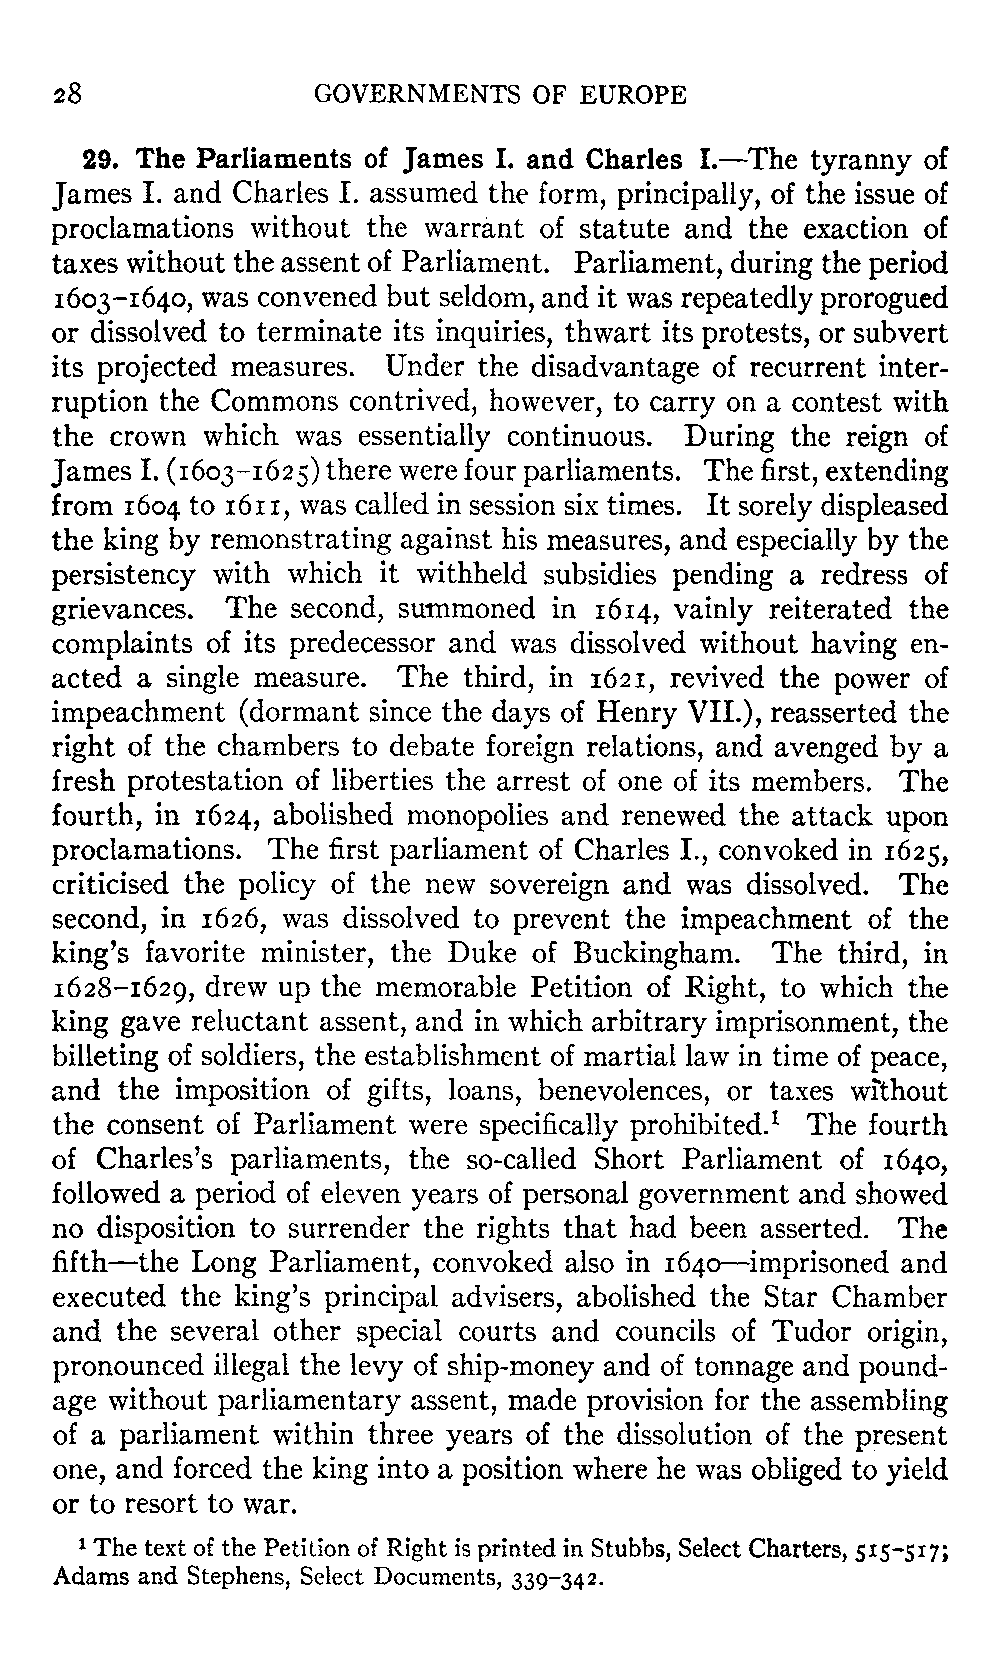 28 GOVERNMENTS OF EUROPE
29. The Parliaments of James I. and Charles I.—The tyranny of
James I. and Charles I. assumed the form, principally, of the issue of
proclamations without the warrant of statute and the exaction of
taxes without the assent of Parliament. Parliament, during the period
1603–1640, was convened but seldom, and it was repeatedly prorogued
or dissolved to terminate its inquiries, thwart its protests, or subvert
its projected measures. Under the disadvantage of recurrent inter-
ruption the Commons contrived, however, to carry on a contest with
the crown which was essentially continuous. During the reign of
James I. (1603–1625) there were four parliaments. The first, extending
from 1604 to 1611, was called in session six times. It sorely displeased
the king by remonstrating against his measures, and especially by the
persistency with which it withheld subsidies pending a redress of
grievances. The second, summoned in 1614, vainly reiterated the
complaints of its predecessor and was dissolved without having en-
acted a single measure. The third, in 1621, revived the power of
impeachment (dormant since the days of Henry VII.), reasserted the
right of the chambers to debate foreign relations, and avenged by a
fresh protestation of liberties the arrest of one of its members. The
fourth, in 1624, abolished monopolies and renewed the attack upon
proclamations. The first parliament of Charles I., convoked in 1625,
criticised the policy of the new sovereign and was dissolved. The
second, in 1626, was dissolved to prevent the impeachment of the
king's favorite minister, the Duke of Buckingham. The third, in
1628–1629, drew up the memorable Petition of Right, to which the
king gave reluctant assent, and in which arbitrary imprisonment, the
billeting of soldiers, the establishment of martial law in time of peace,
and the imposition of gifts, loans, benevolences, or taxes without
the consent of Parliament were specifically prohibited.¹ The fourth
of Charles's parliaments, the so-called Short Parliament of 1640,
followed a period of eleven years of personal government and showed
no disposition to surrender the rights that had been asserted. The
fifth—the Long Parliament, convoked also in 1640—imprisoned and
executed the king's principal advisers, abolished the Star Chamber
and the several other special courts and councils of Tudor origin,
pronounced illegal the levy of ship-money and of tonnage and pound-
age without parliamentary assent, made provision for the assembling
of a parliament within three years of the dissolution of the present
one, and forced the king into a position where he was obliged to yield
or to resort to war.
¹ The text of the Petition of Right is printed in Stubbs, Select Charters, 515–517;
Adams and Stephens, Select Documents, 339–342.